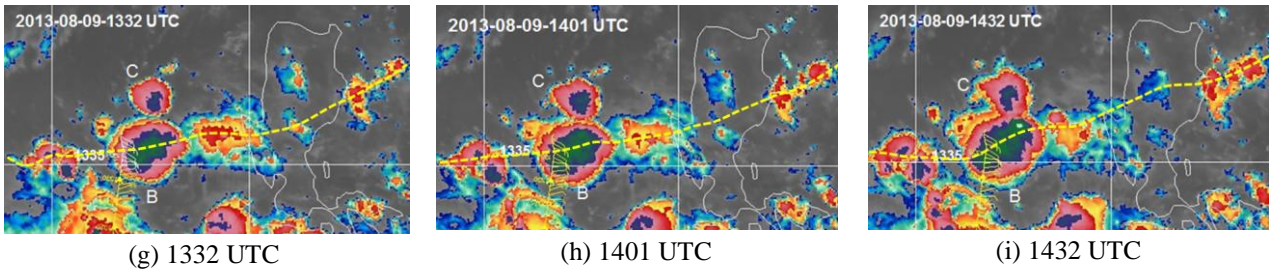 2013-08-09-1332 UTC
C
1335
B
(g) 1332 UTC
2013-08-09-1401 UTC
C
1335
B
(h) 1401 UTC
2013-08-09-1432 UTC
C
1335
B
(i) 1432 UTC